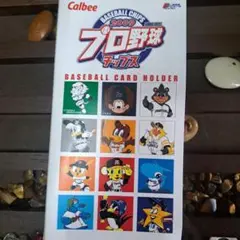 Calbee
BASEBALL CHIPS
プロ野球
チップス
BASEBALL CARD HOLDER